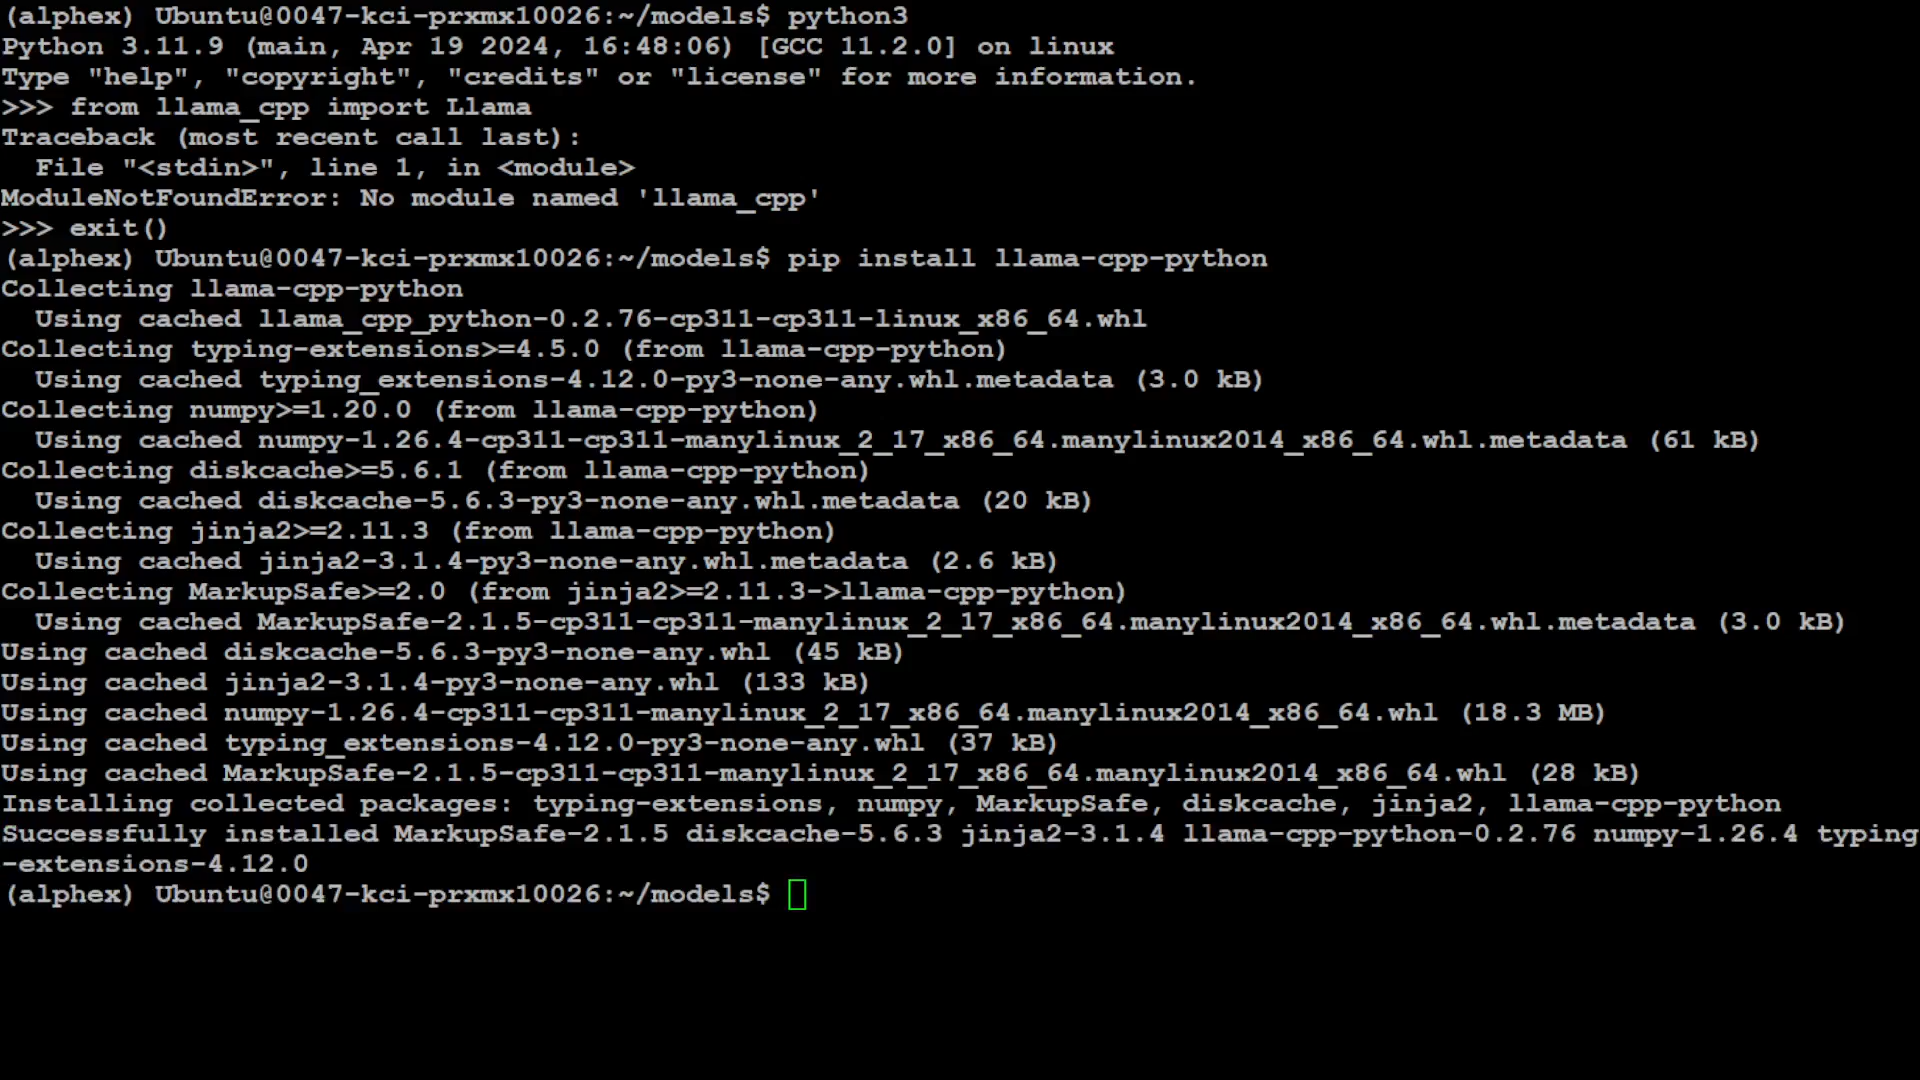 (alphex) Ubuntu@0047-kci-prxmx10026:~/models$ python3
Python 3.11.9 (main, Apr 19 2024, 16:48:06) [GCC 11.2.0] on linux
Type "help", "copyright", "credits" or "license" for more information.
>>> from llama_cpp import Llama
Traceback (most recent call last):
  File "<stdin>", line 1, in <module>
ModuleNotFoundError: No module named 'llama_cpp'
>>> exit()
(alphex) Ubuntu@0047-kci-prxmx10026:~/models$ pip install llama-cpp-python
Collecting llama-cpp-python
  Using cached llama_cpp_python-0.2.76-cp311-cp311-linux_x86_64.whl
Collecting typing-extensions>=4.5.0 (from llama-cpp-python)
  Using cached typing_extensions-4.12.0-py3-none-any.whl.metadata (3.0 kB)
Collecting numpy>=1.20.0 (from llama-cpp-python)
  Using cached numpy-1.26.4-cp311-cp311-manylinux_2_17_x86_64.manylinux2014_x86_64.whl.metadata (61 kB)
Collecting diskcache>=5.6.1 (from llama-cpp-python)
  Using cached diskcache-5.6.3-py3-none-any.whl.metadata (20 kB)
Collecting jinja2>=2.11.3 (from llama-cpp-python)
  Using cached jinja2-3.1.4-py3-none-any.whl.metadata (2.6 kB)
Collecting MarkupSafe>=2.0 (from jinja2>=2.11.3->llama-cpp-python)
  Using cached MarkupSafe-2.1.5-cp311-cp311-manylinux_2_17_x86_64.manylinux2014_x86_64.whl.metadata (3.0 kB)
Using cached diskcache-5.6.3-py3-none-any.whl (45 kB)
Using cached jinja2-3.1.4-py3-none-any.whl (133 kB)
Using cached numpy-1.26.4-cp311-cp311-manylinux_2_17_x86_64.manylinux2014_x86_64.whl (18.3 MB)
Using cached typing_extensions-4.12.0-py3-none-any.whl (37 kB)
Using cached MarkupSafe-2.1.5-cp311-cp311-manylinux_2_17_x86_64.manylinux2014_x86_64.whl (28 kB)
Installing collected packages: typing-extensions, numpy, MarkupSafe, diskcache, jinja2, llama-cpp-python
Successfully installed MarkupSafe-2.1.5 diskcache-5.6.3 jinja2-3.1.4 llama-cpp-python-0.2.76 numpy-1.26.4 typing
-extensions-4.12.0
(alphex) Ubuntu@0047-kci-prxmx10026:~/models$